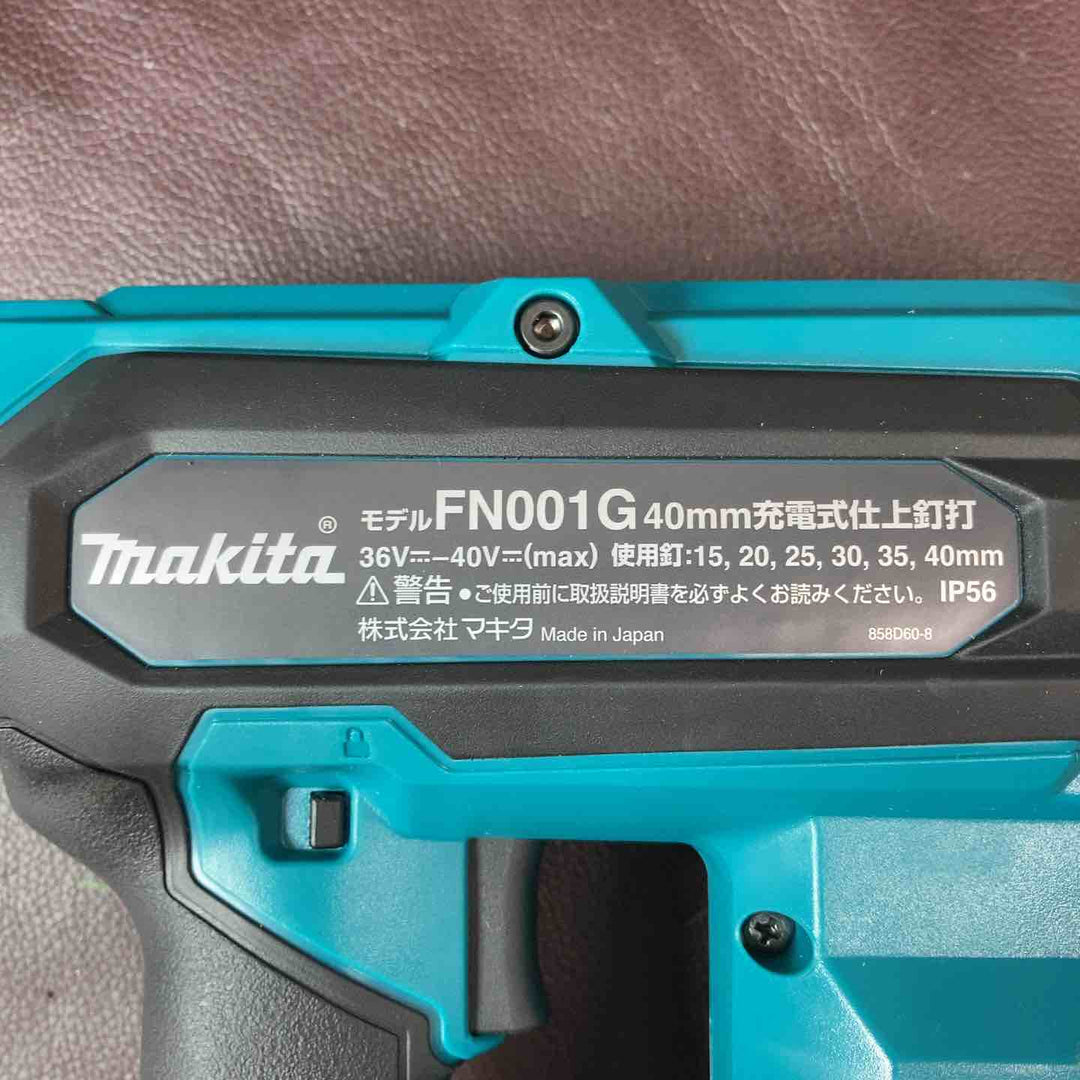 makita®
モデルFN001G 40mm充電式仕上釘打
36V⎓–40V⎓(max) 使用釘:15, 20, 25, 30, 35, 40mm
⚠警告 ●ご使用前に取扱説明書を必ずよくお読みください。 IP56
株式会社マキタ Made in Japan 858D60-8